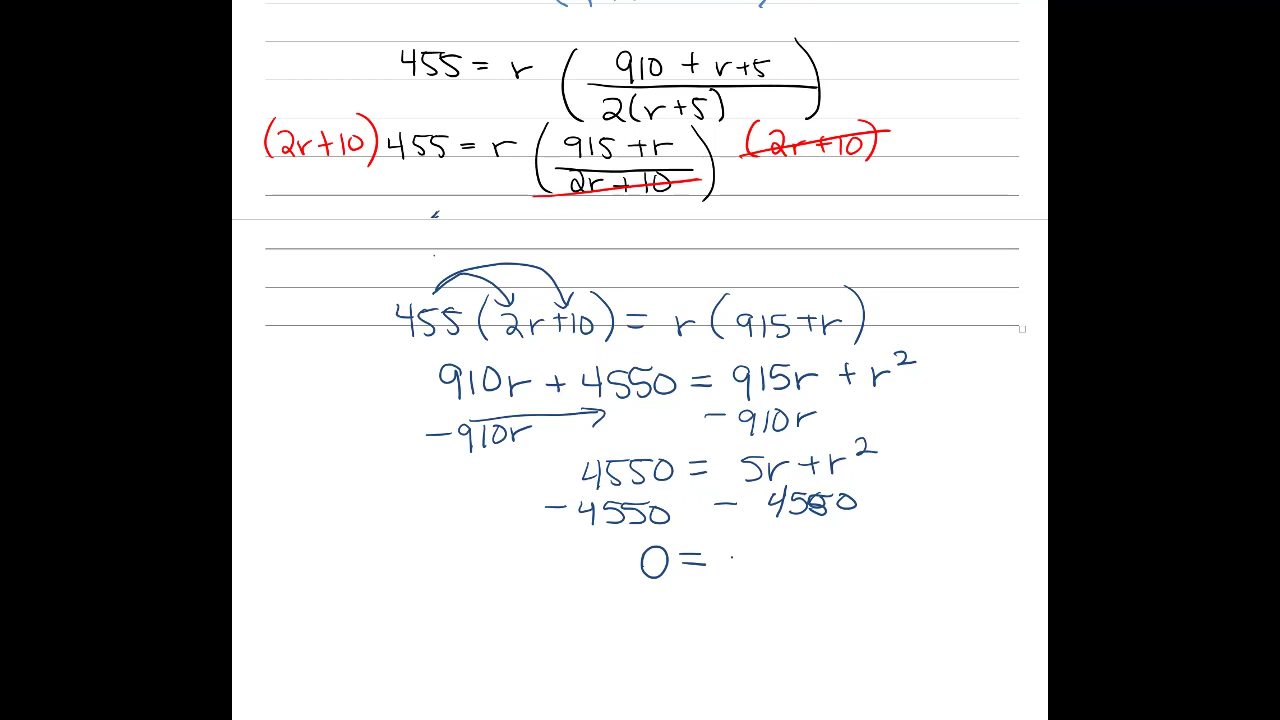 455 = r ( 910 + r+5 / 2(r+5) )
(2r+10) 455 = r ( 915 + r / 2r + 10 ) (2r+10)
455 ( 2r+10 ) = r ( 915+r )
910r + 4550 = 915r + r²
-910r - 910r
4550 = 5r + r²
- 4550 - 4550
0 =